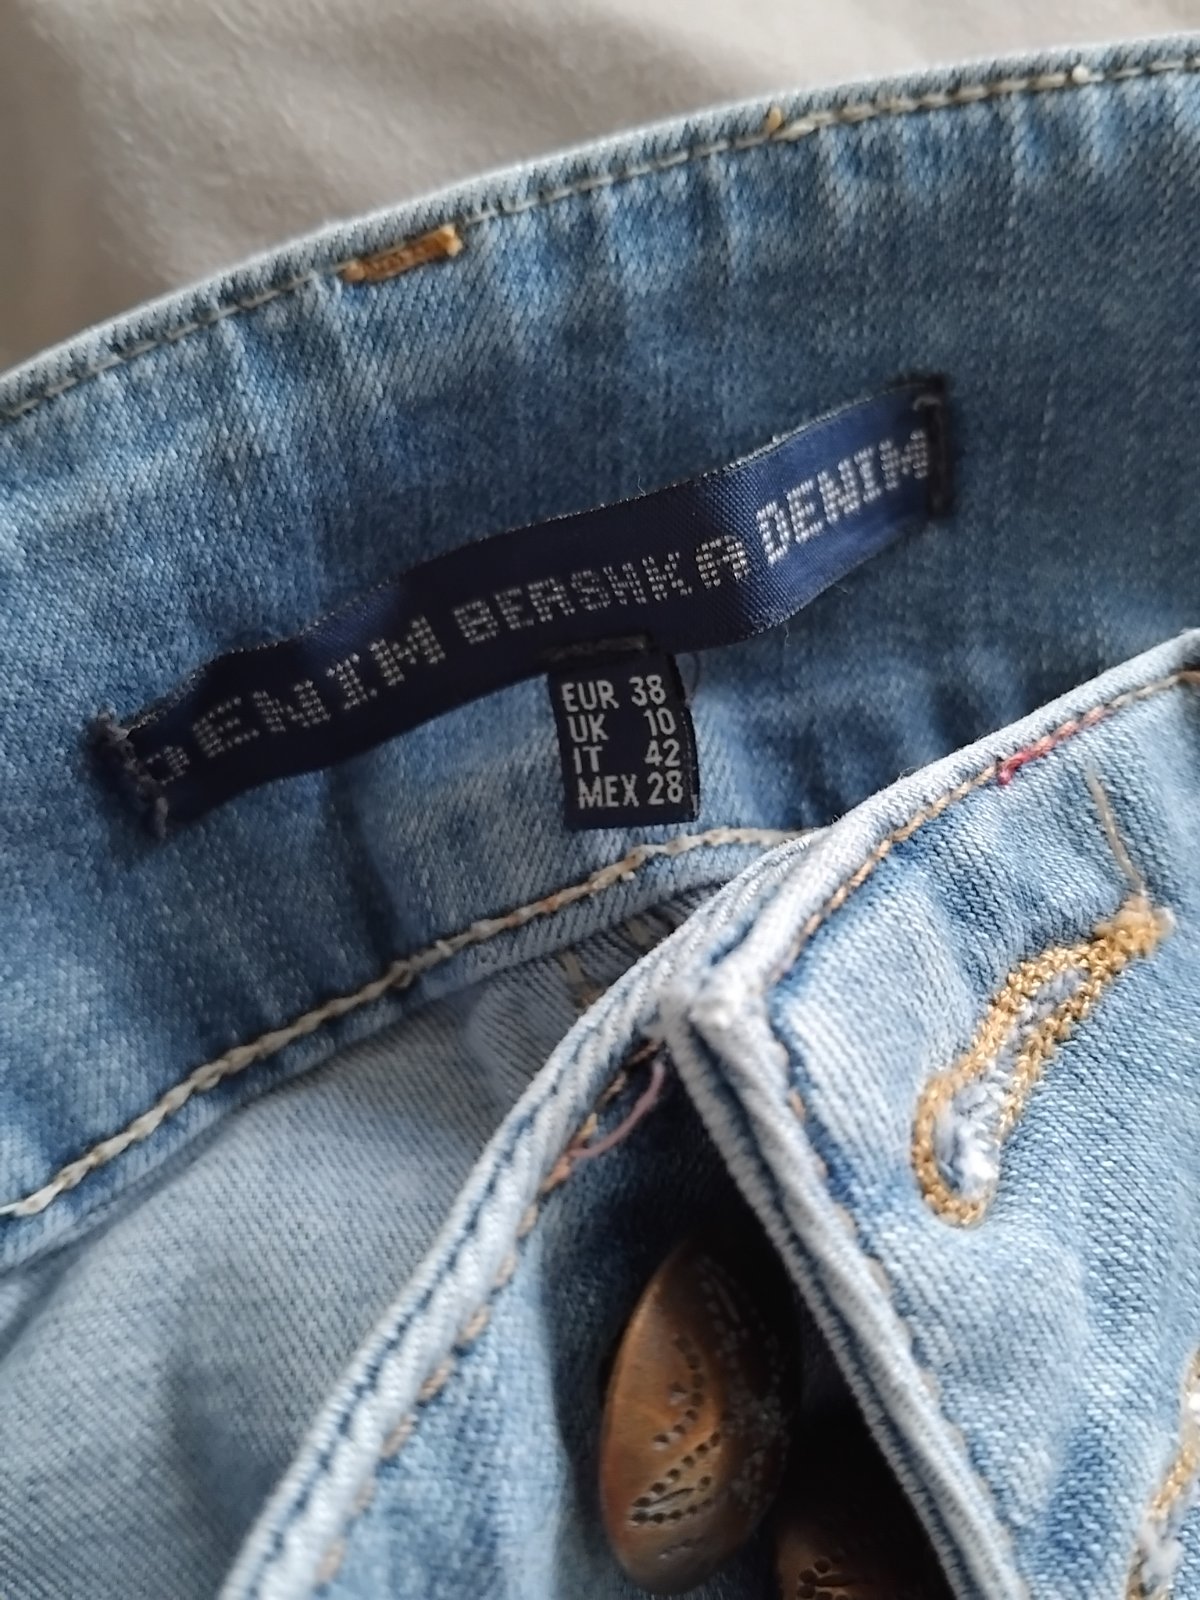 DENIM BERSHKA DENIM
EUR 38
UK 10
IT 42
MEX 28